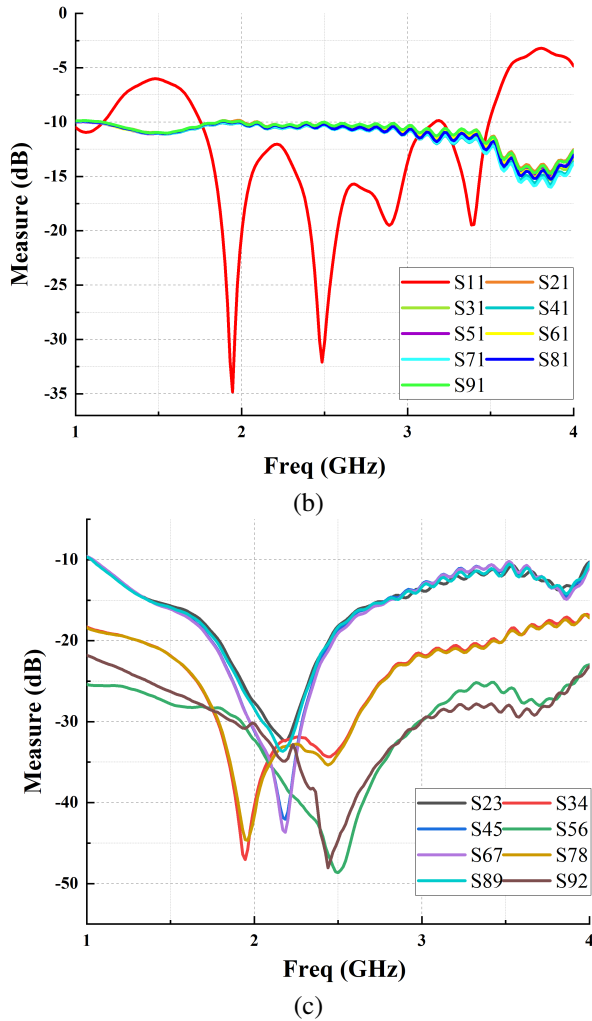 0
-5
-10
-15
-20
-25
-30
-35
Measure (dB)
S11 S21
S31 S41
S51 S61
S71 S81
S91
1 2 3 4
Freq (GHz)
(b)
-10
-20
-30
-40
-50
Measure (dB)
S23 S34
S45 S56
S67 S78
S89 S92
1 2 3 4
Freq (GHz)
(c)